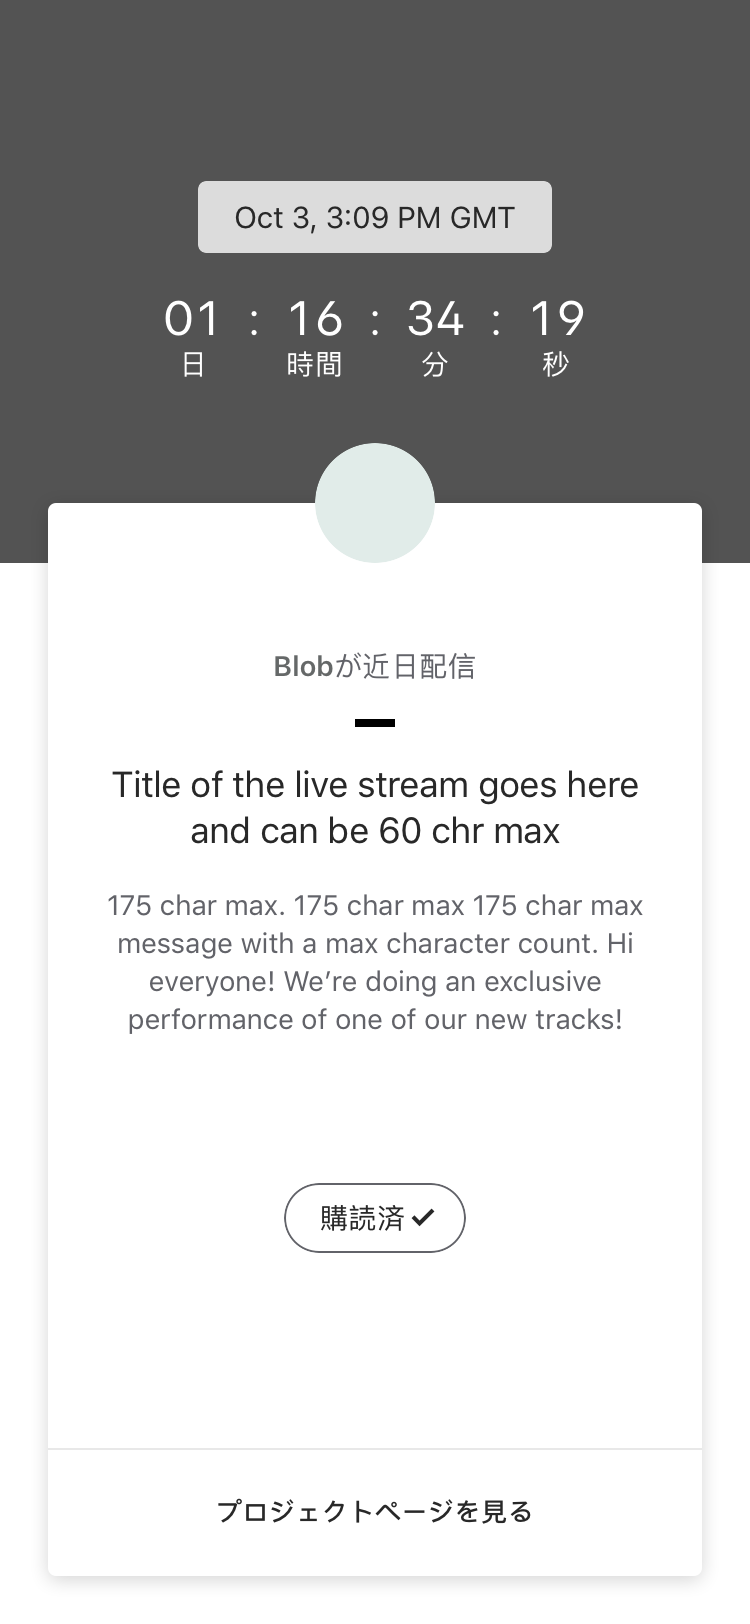 Oct 3, 3:09 PM GMT
01 : 16 : 34 : 19
日 時間 分 秒
Blobが近日配信
Title of the live stream goes here
and can be 60 chr max
175 char max. 175 char max 175 char max
message with a max character count. Hi
everyone! We’re doing an exclusive
performance of one of our new tracks!
購読済✔
プロジェクトページを見る